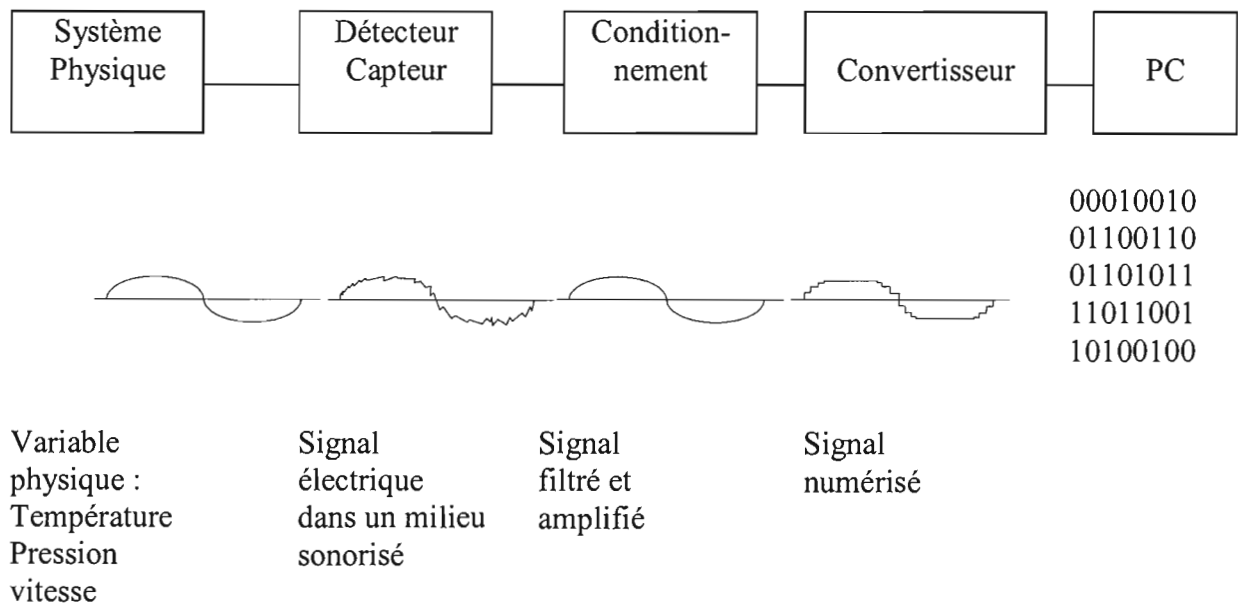 Système
Physique
Détecteur
Capteur
Condition-
nement
Convertisseur
PC
00010010
01100110
01101011
11011001
10100100
Variable
physique :
Température
Pression
vitesse
Signal
électrique
dans un milieu
sonorisé
Signal
filtré et
amplifié
Signal
numérisé